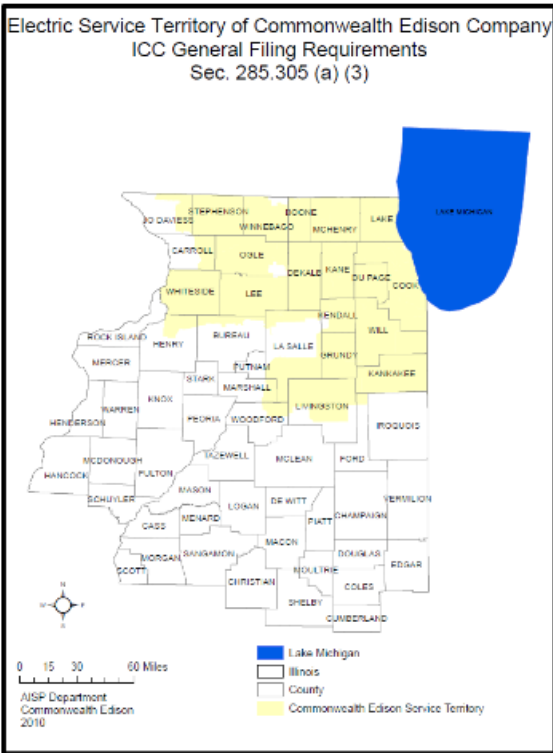 Electric Service Territory of Commonwealth Edison Company
ICC General Filing Requirements
Sec. 285.305 (a) (3)
LAKE MICHIGAN
JO DAVIESS STEPHENSON WINNEBAGO BOONE MCHENRY LAKE
CARROLL OGLE DEKALB KANE DU PAGE COOK
WHITESIDE LEE KENDALL WILL
ROCK ISLAND HENRY BUREAU LA SALLE GRUNDY
MERCER PUTNAM KANKAKEE
STARK MARSHALL
HENDERSON WARREN KNOX PEORIA WOODFORD LIVINGSTON IROQUOIS
HANCOCK MCDONOUGH FULTON TAZEWELL MCLEAN FORD
SCHUYLER MASON LOGAN DE WITT VERMILION
CASS MENARD PIATT CHAMPAIGN
MACON
SCOTT MORGAN SANGAMON DOUGLAS EDGAR
CHRISTIAN MOULTRIE COLES
SHELBY
CUMBERLAND
N
W E
S
0 15 30 60 Miles
AISP Department
Commonwealth Edison
2010
Lake Michigan
Illinois
County
Commonwealth Edison Service Territory